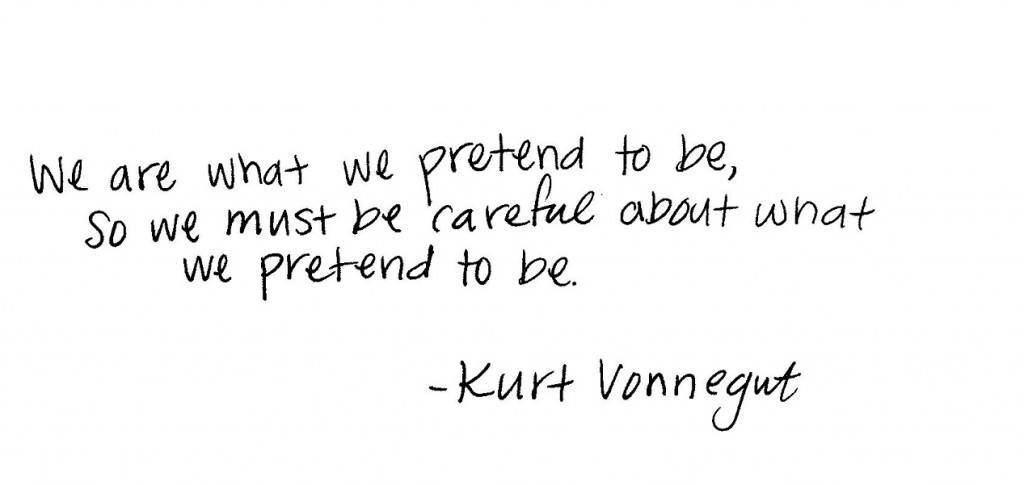 We are what we pretend to be,
so we must be careful about what
we pretend to be.
-Kurt Vonnegut